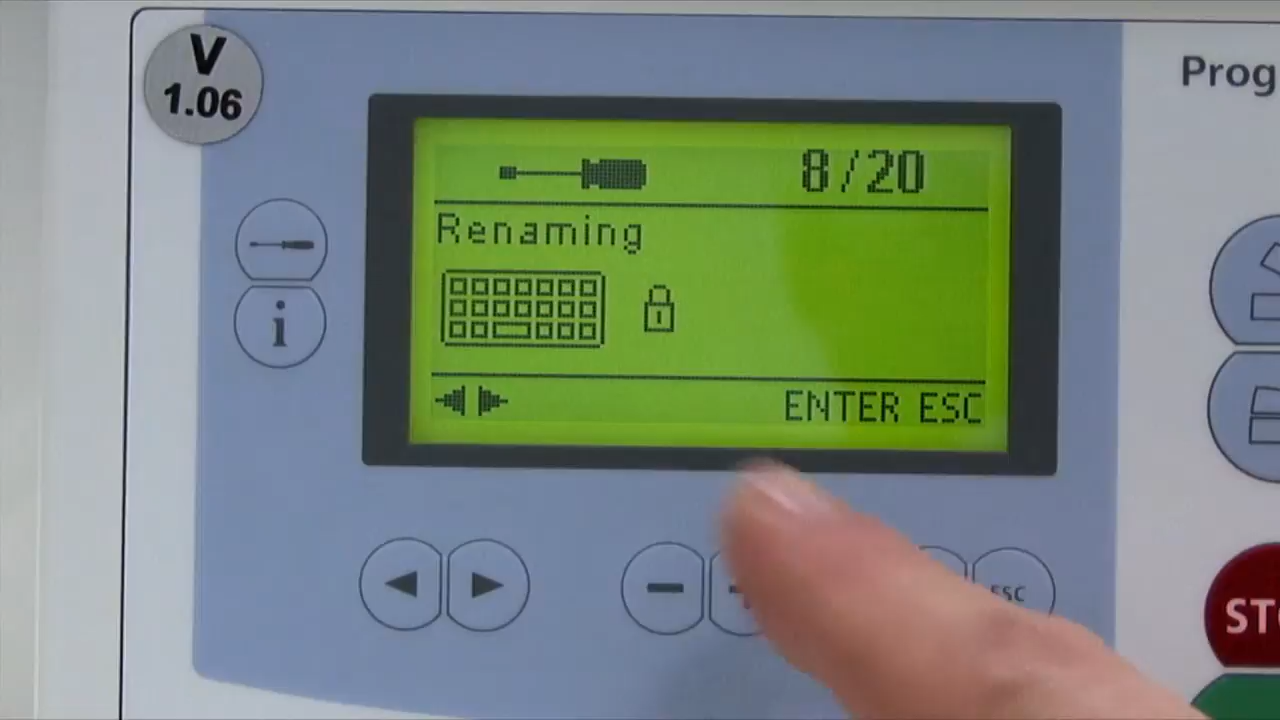 V
1.06
Prog
8/20
Renaming
i
ENTER ESC
ESC
STO